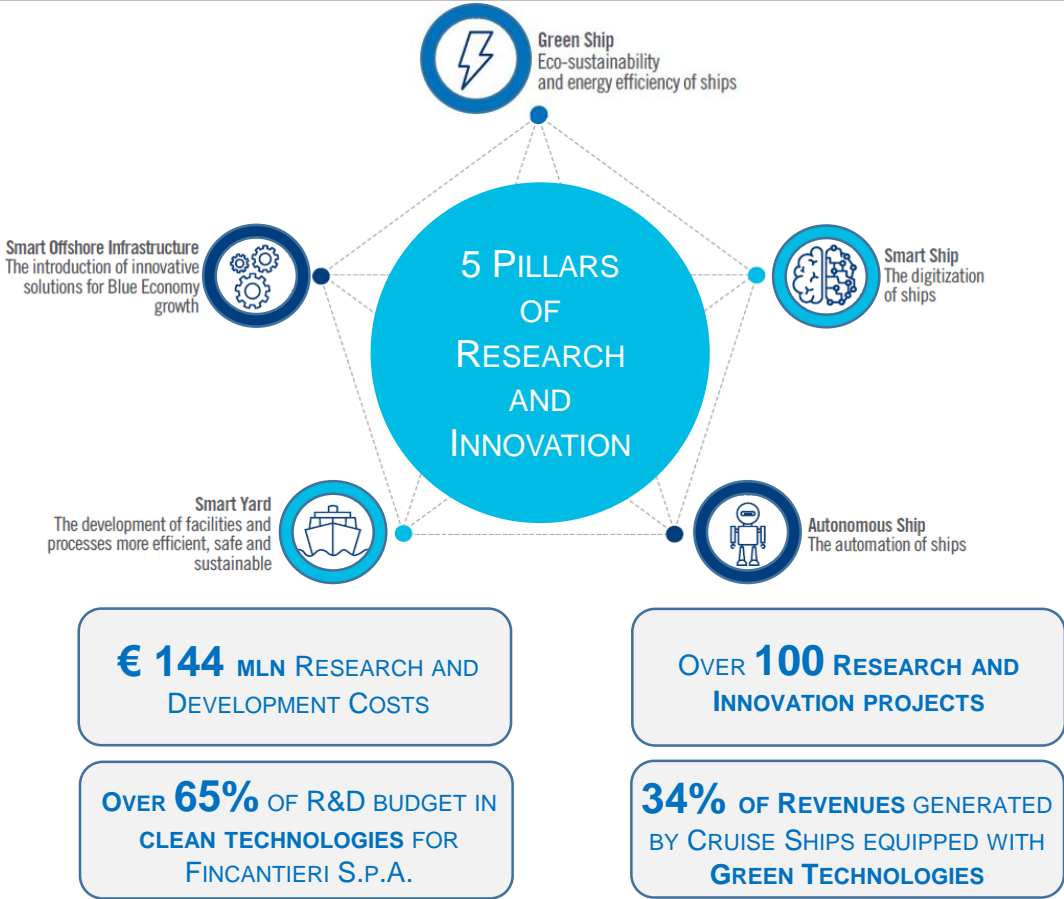 Green Ship
Eco-sustainability
and energy efficiency of ships
Smart Offshore Infrastructure
The introduction of innovative
solutions for Blue Economy
growth
Smart Ship
The digitization
of ships
5 PILLARS
OF
RESEARCH
AND
INNOVATION
Smart Yard
The development of facilities and
processes more efficient, safe and
sustainable
Autonomous Ship
The automation of ships
€ 144 MLN RESEARCH AND
DEVELOPMENT COSTS
OVER 100 RESEARCH AND
INNOVATION PROJECTS
OVER 65% OF R&D BUDGET IN
CLEAN TECHNOLOGIES FOR
FINCANTIERI S.P.A.
34% OF REVENUES GENERATED
BY CRUISE SHIPS EQUIPPED WITH
GREEN TECHNOLOGIES